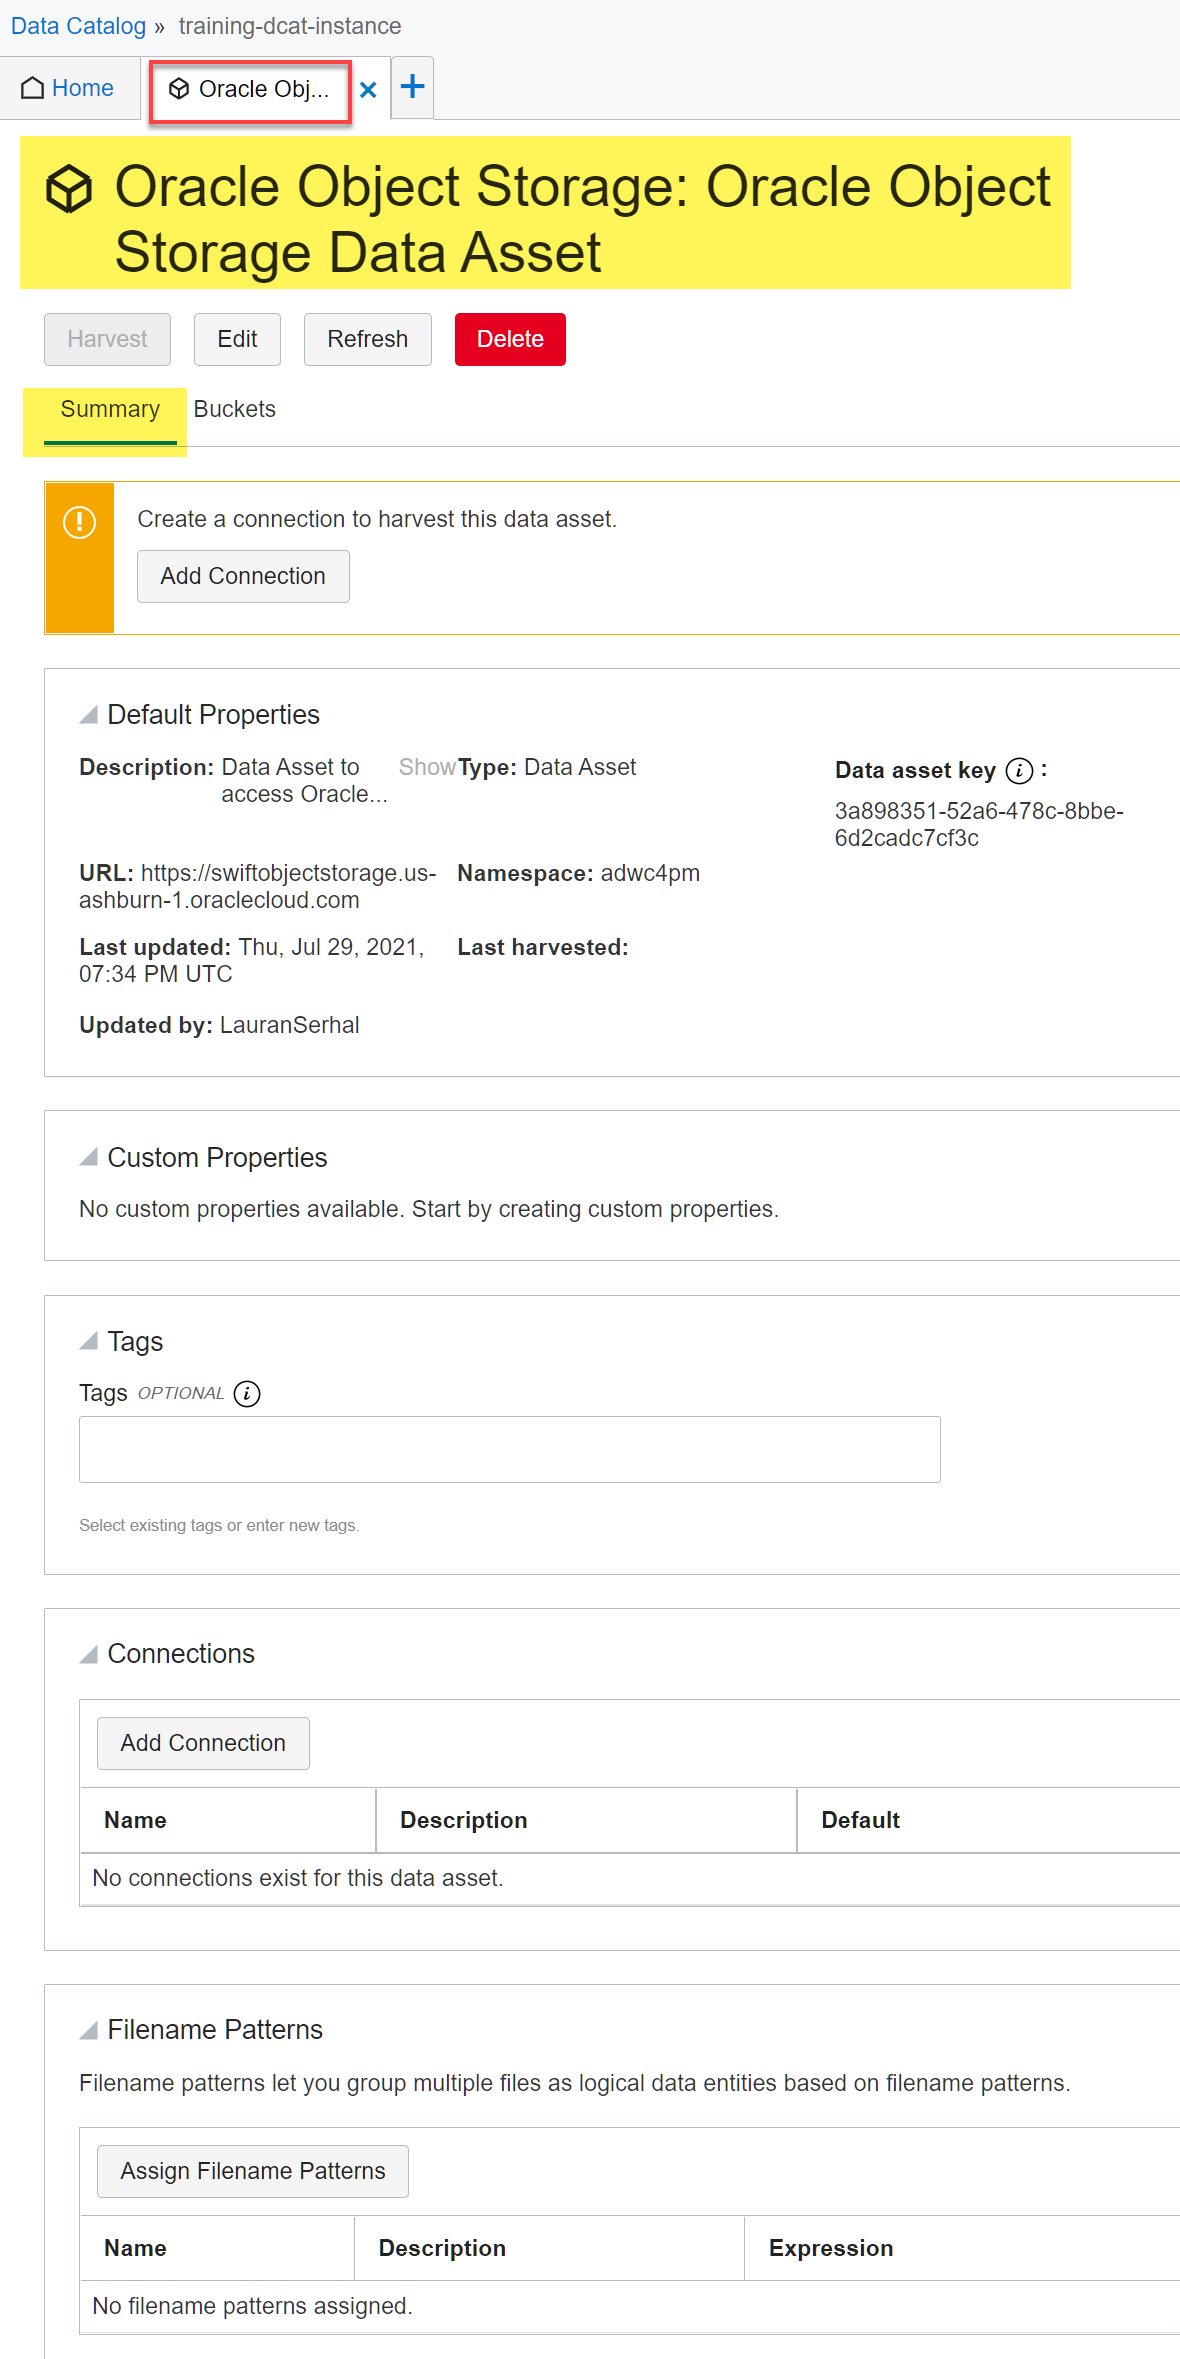 Data Catalog » training-dcat-instance
Home Oracle Obj... × +
Oracle Object Storage: Oracle Object
Storage Data Asset
Harvest Edit Refresh Delete
Summary Buckets
Create a connection to harvest this data asset.
Add Connection
Default Properties
Description: Data Asset to access Oracle... Show
Type: Data Asset
Data asset key :
3a898351-52a6-478c-8bbe-
6d2cadc7cf3c
URL: https://swiftobjectstorage.us-
ashburn-1.oraclecloud.com
Namespace: adwc4pm
Last updated: Thu, Jul 29, 2021,
07:34 PM UTC
Last harvested:
Updated by: LauranSerhal
Custom Properties
No custom properties available. Start by creating custom properties.
Tags
Tags OPTIONAL
Select existing tags or enter new tags.
Connections
Add Connection
Name Description Default
No connections exist for this data asset.
Filename Patterns
Filename patterns let you group multiple files as logical data entities based on filename patterns.
Assign Filename Patterns
Name Description Expression
No filename patterns assigned.